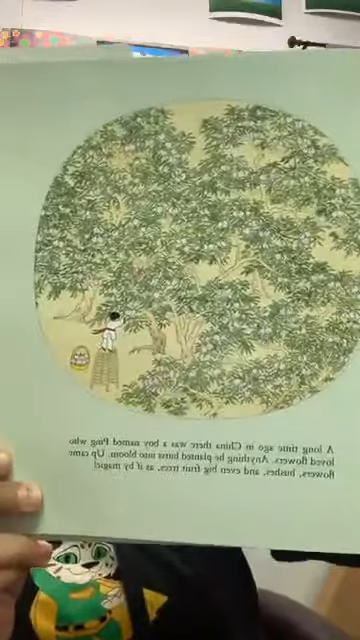 A long time ago in China there was a boy named Ping who
loved flowers. Anything he planted burst into bloom. Up came
flowers, bushes, and even big fruit trees, as if by magic!